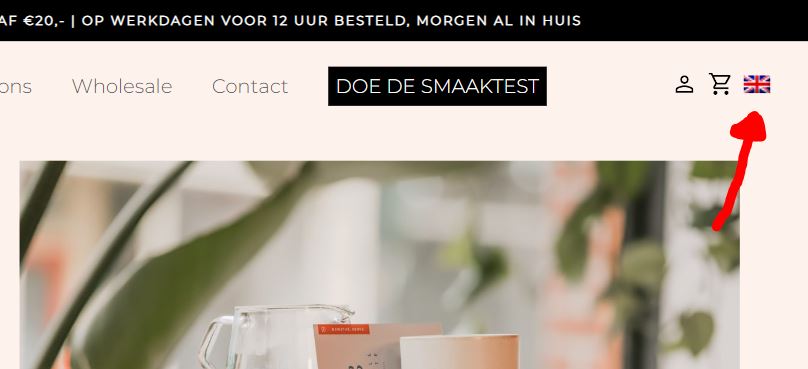 AF €20,- | OP WERKDAGEN VOOR 12 UUR BESTELD, MORGEN AL IN HUIS
ons Wholesale Contact DOE DE SMAAKTEST